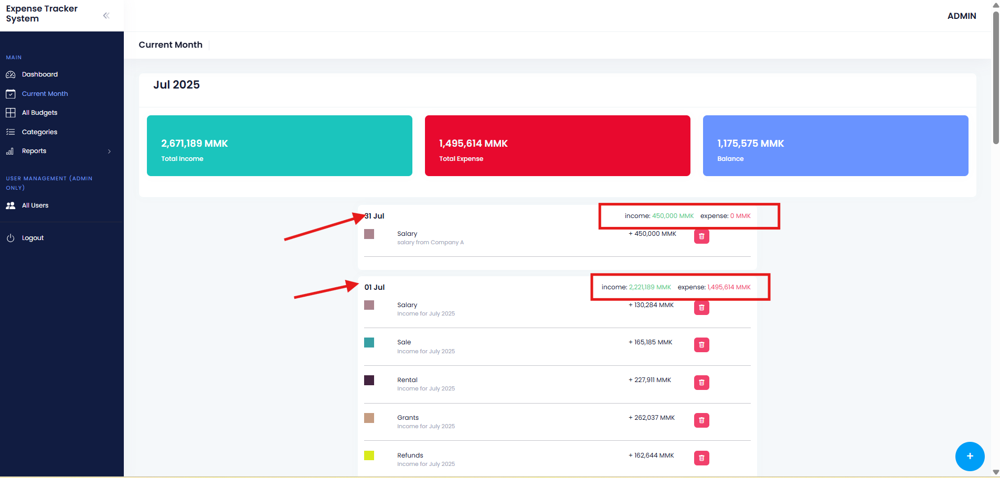 Expense Tracker
System
ADMIN
Current Month
MAIN
Dashboard
Current Month
All Budgets
Categories
Reports
USER MANAGEMENT (ADMIN
ONLY)
All Users
Logout
Jul 2025
2,671,189 MMK
Total Income
1,495,614 MMK
Total Expense
1,175,575 MMK
Balance
31 Jul income: 450,000 MMK expense: 0 MMK
Salary + 450,000 MMK
salary from Company A
01 Jul income: 2,221,189 MMK expense: 1,495,614 MMK
Salary + 130,284 MMK
Income for July 2025
Sale + 165,185 MMK
Income for July 2025
Rental + 227,911 MMK
Income for July 2025
Grants + 262,037 MMK
Income for July 2025
Refunds + 162,644 MMK
Income for July 2025
+